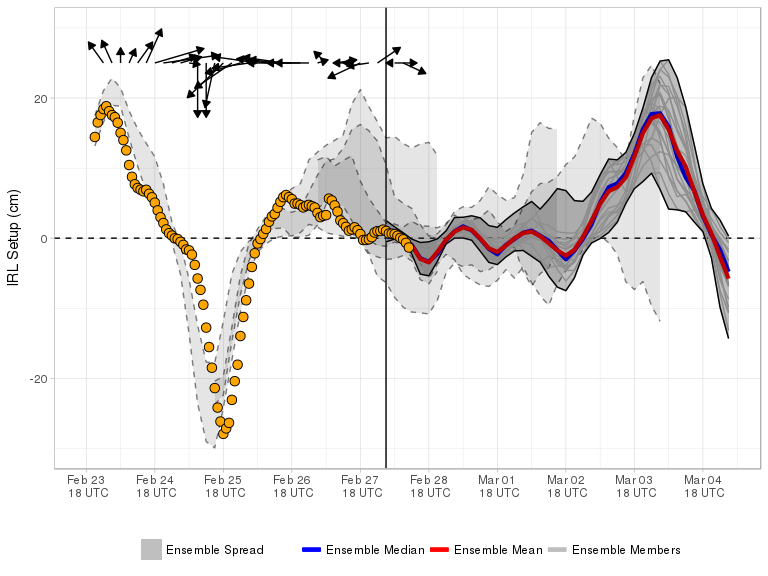 IRL Setup (cm)
20
0
-20
Feb 23 Feb 24 Feb 25 Feb 26 Feb 27 Feb 28 Mar 01 Mar 02 Mar 03 Mar 04
18 UTC 18 UTC 18 UTC 18 UTC 18 UTC 18 UTC 18 UTC 18 UTC 18 UTC 18 UTC
Ensemble Spread Ensemble Median Ensemble Mean Ensemble Members